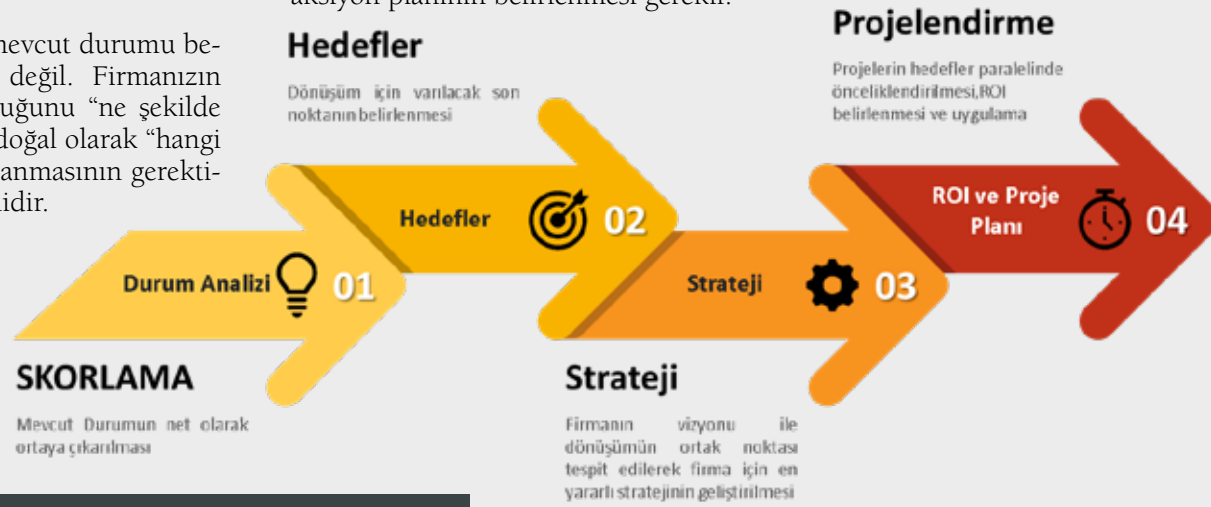 aksiyon planının belirlenmesi gerekir.
mevcut durumu be-
değil. Firmanızın
uğunu “ne şekilde
doğal olarak “hangi
anmasının gerekti-
idir.
Hedefler
Dönüşüm için varılacak son
noktanın belirlenmesi
Projelendirme
Projelerin hedefler paralelinde
önceliklendirilmesi,ROI
belirlenmesi ve uygulama
Durum Analizi 01
Hedefler 02
Strateji 03
ROI ve Proje
Planı 04
SKORLAMA
Mevcut Durumun net olarak
ortaya çıkarılması
Strateji
Firmanın vizyonu ile
dönüşümün ortak noktası
tespit edilerek firma için en
yararlı stratejinin geliştirilmesi